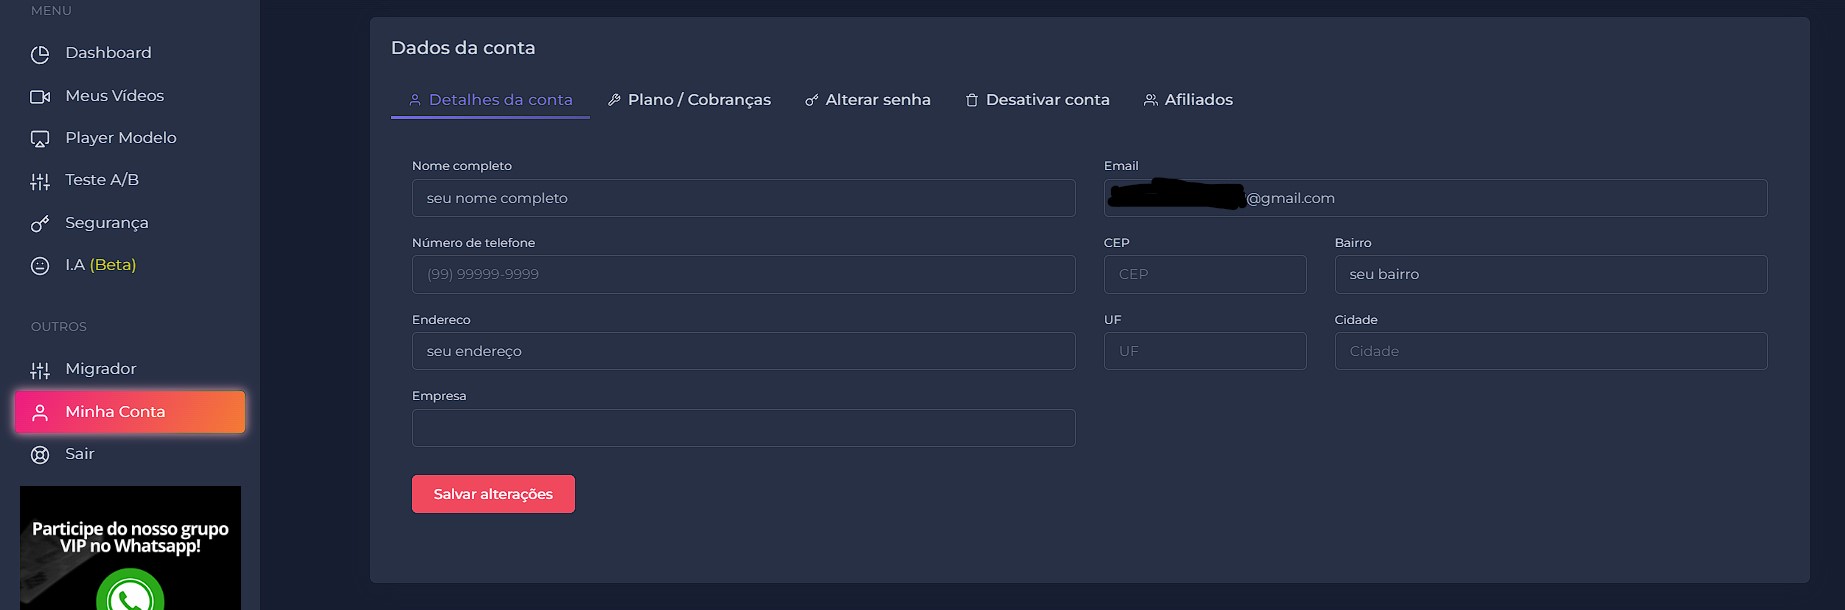 MENU
Dashboard
Meus Vídeos
Player Modelo
Teste A/B
Segurança
I.A (Beta)
OUTROS
Migrador
Minha Conta
Sair
Participe do nosso grupo
VIP no Whatsapp!
Dados da conta
Detalhes da conta Plano / Cobranças Alterar senha Desativar conta Afiliados
Nome completo Email
seu nome completo @gmail.com
Número de telefone CEP Bairro
(99) 99999-9999 CEP seu bairro
Endereco UF Cidade
seu endereço UF Cidade
Empresa
Salvar alterações